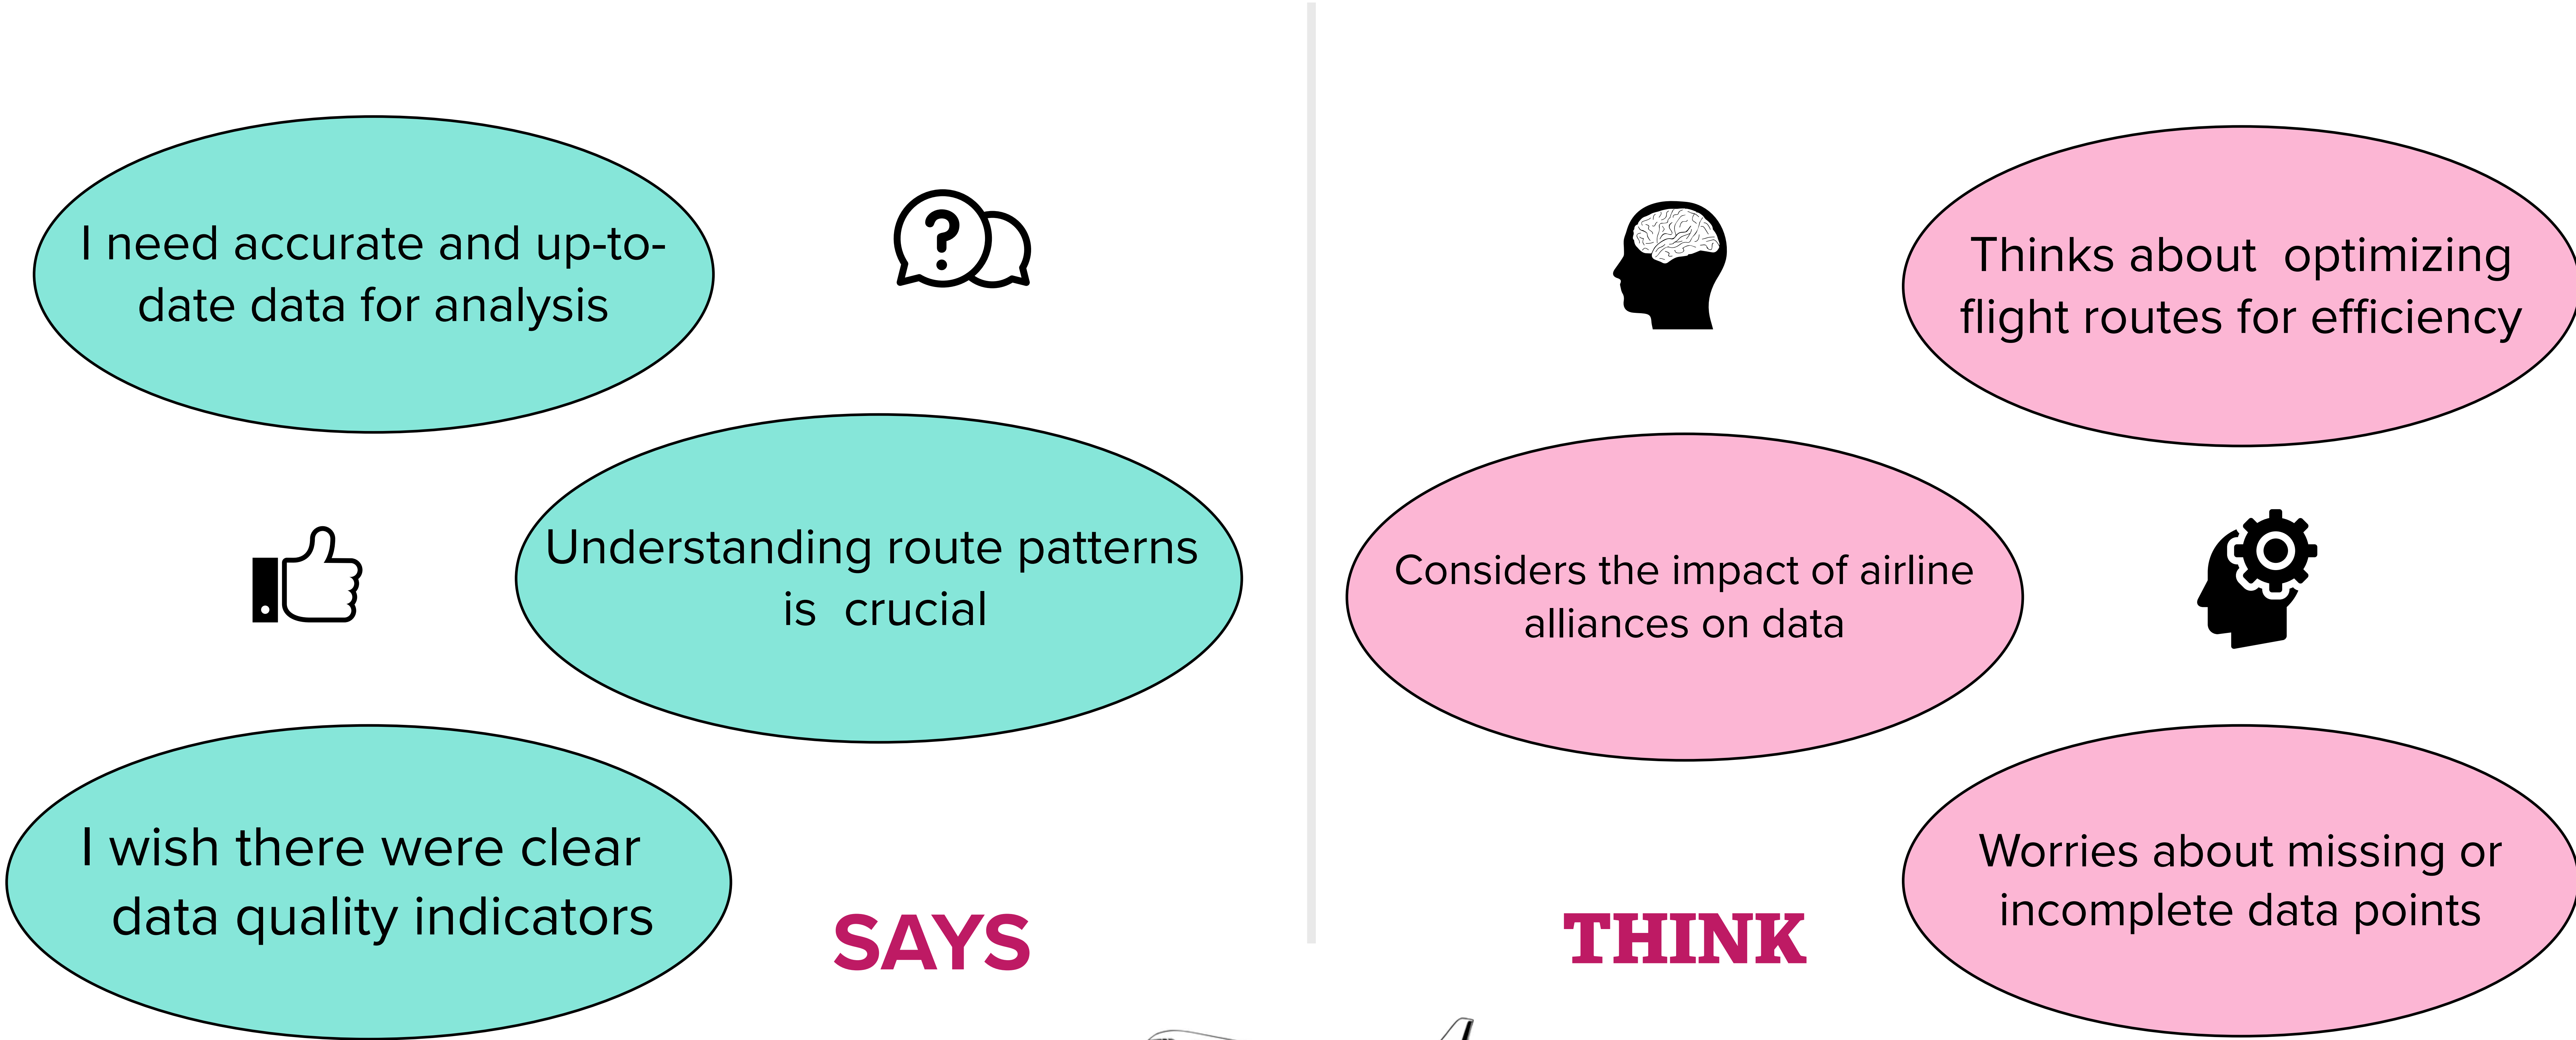 I need accurate and up-to-
date data for analysis
Understanding route patterns
is  crucial
I wish there were clear
data quality indicators
SAYS
?
Thinks about  optimizing
flight routes for efficiency
Considers the impact of airline
alliances on data
Worries about missing or
incomplete data points
THINK